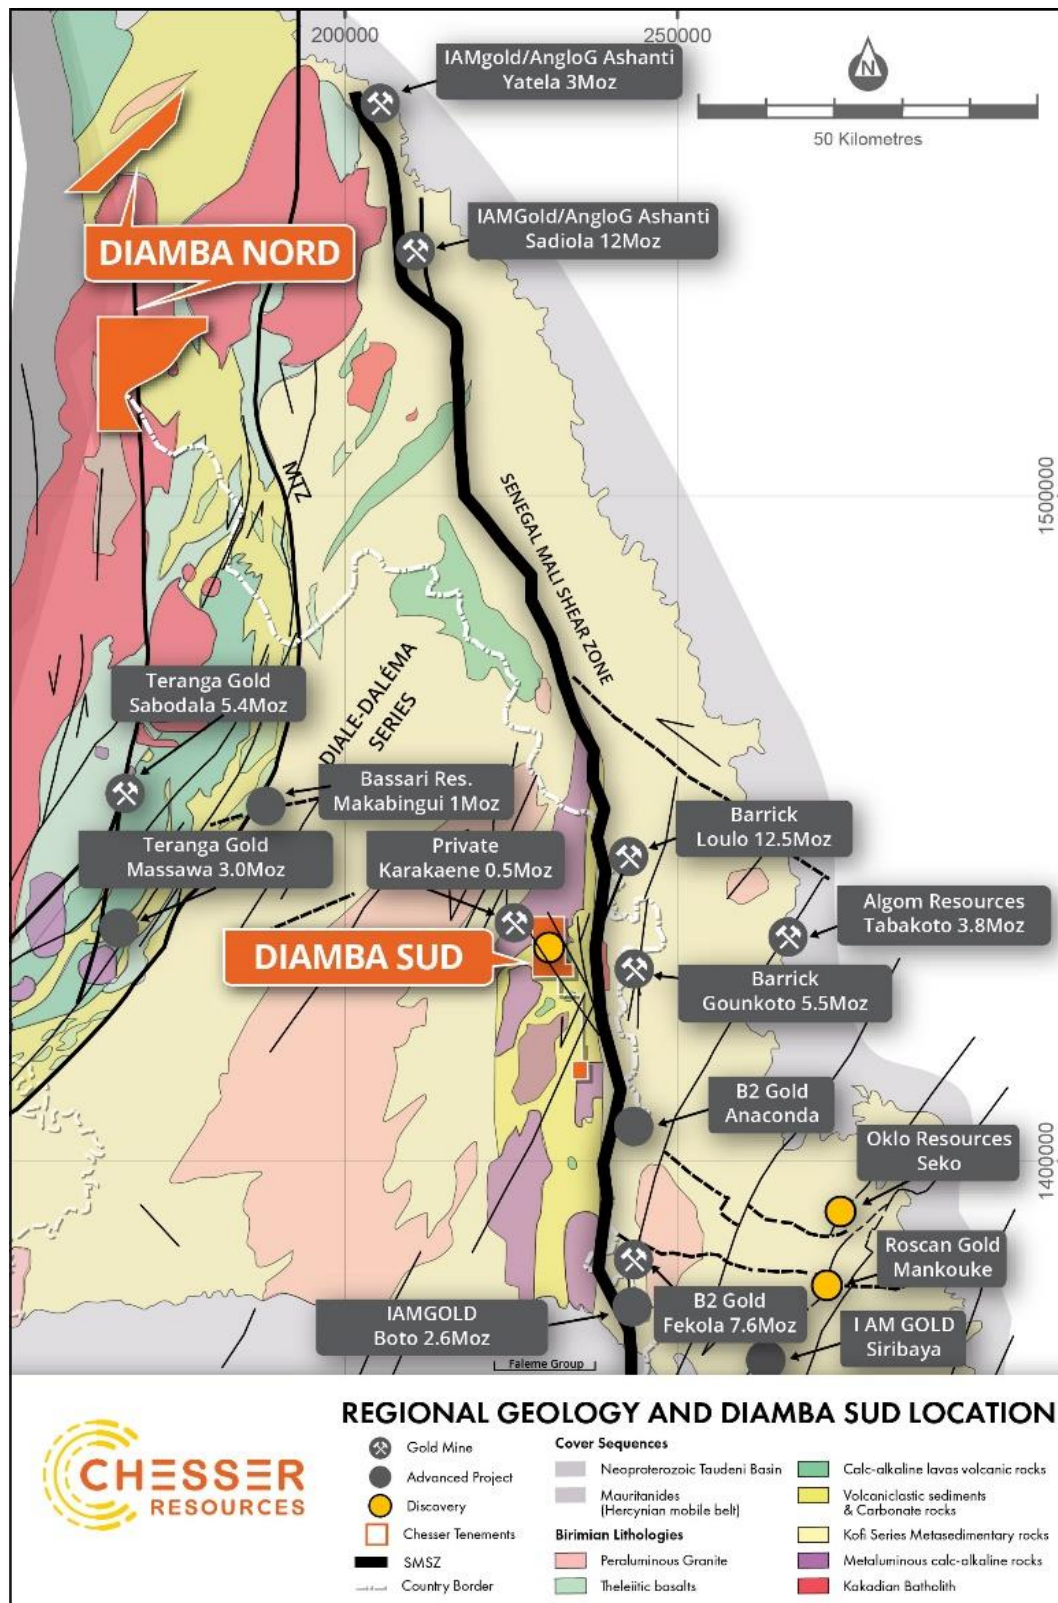 200000
250000
IAMgold/AngloG Ashanti
Yatela 3Moz
N
50 Kilometres
IAMGold/AngloG Ashanti
Sadiola 12Moz
DIAMBA NORD
MTZ
1500000
SENEGAL MALI SHEAR ZONE
DIALE-DALÉMA
SERIES
Teranga Gold
Sabodala 5.4Moz
Bassari Res.
Makabingui 1Moz
Teranga Gold
Massawa 3.0Moz
Private
Karakaene 0.5Moz
Barrick
Loulo 12.5Moz
Algom Resources
Tabakoto 3.8Moz
DIAMBA SUD
Barrick
Gounkoto 5.5Moz
B2 Gold
Anaconda
Oklo Resources
Seko
1400000
Roscan Gold
Mankouke
IAMGOLD
Boto 2.6Moz
B2 Gold
Fekola 7.6Moz
I AM GOLD
Siribaya
Faleme Group
CHESSER
RESOURCES
REGIONAL GEOLOGY AND DIAMBA SUD LOCATION
Gold Mine
Advanced Project
Discovery
Chesser Tenements
SMSZ
Country Border
Cover Sequences
Neoproterozoic Taudeni Basin
Mauritanides
(Hercynian mobile belt)
Birimian Lithologies
Peraluminous Granite
Theleiitic basalts
Calc-alkaline lavas volcanic rocks
Volcaniclastic sediments
& Carbonate rocks
Kofi Series Metasedimentary rocks
Metaluminous calc-alkaline rocks
Kakadian Batholith